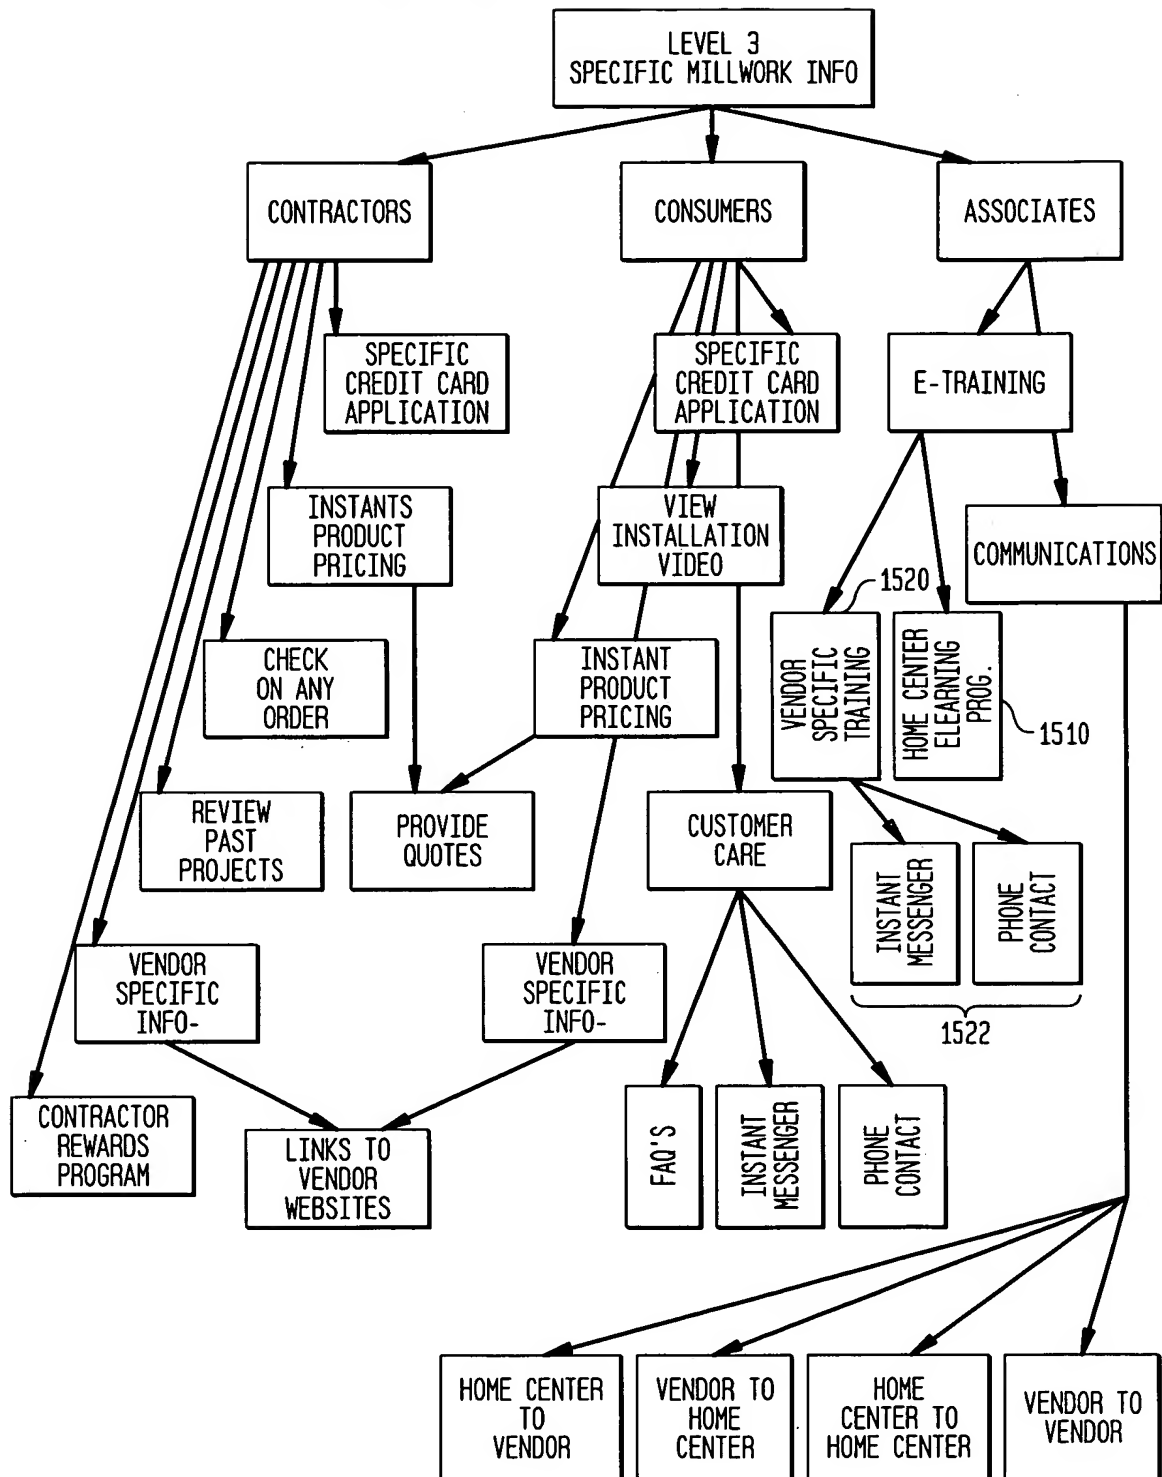 LEVEL 3
SPECIFIC MILLWORK INFO
CONTRACTORS
CONSUMERS
ASSOCIATES
SPECIFIC
CREDIT CARD
APPLICATION
SPECIFIC
CREDIT CARD
APPLICATION
E-TRAINING
INSTANTS
PRODUCT
PRICING
VIEW
INSTALLATION
VIDEO
COMMUNICATIONS
1520
CHECK
ON ANY
ORDER
INSTANT
PRODUCT
PRICING
VENDOR
SPECIFIC
TRAINING
HOME CENTER
ELEARNING
PROG.
1510
REVIEW
PAST
PROJECTS
PROVIDE
QUOTES
CUSTOMER
CARE
INSTANT
MESSENGER
PHONE
CONTACT
1522
VENDOR
SPECIFIC
INFO-
VENDOR
SPECIFIC
INFO-
CONTRACTOR
REWARDS
PROGRAM
LINKS TO
VENDOR
WEBSITES
FAQ'S
INSTANT
MESSENGER
PHONE
CONTACT
HOME CENTER
TO
VENDOR
VENDOR TO
HOME
CENTER
HOME
CENTER TO
HOME CENTER
VENDOR TO
VENDOR